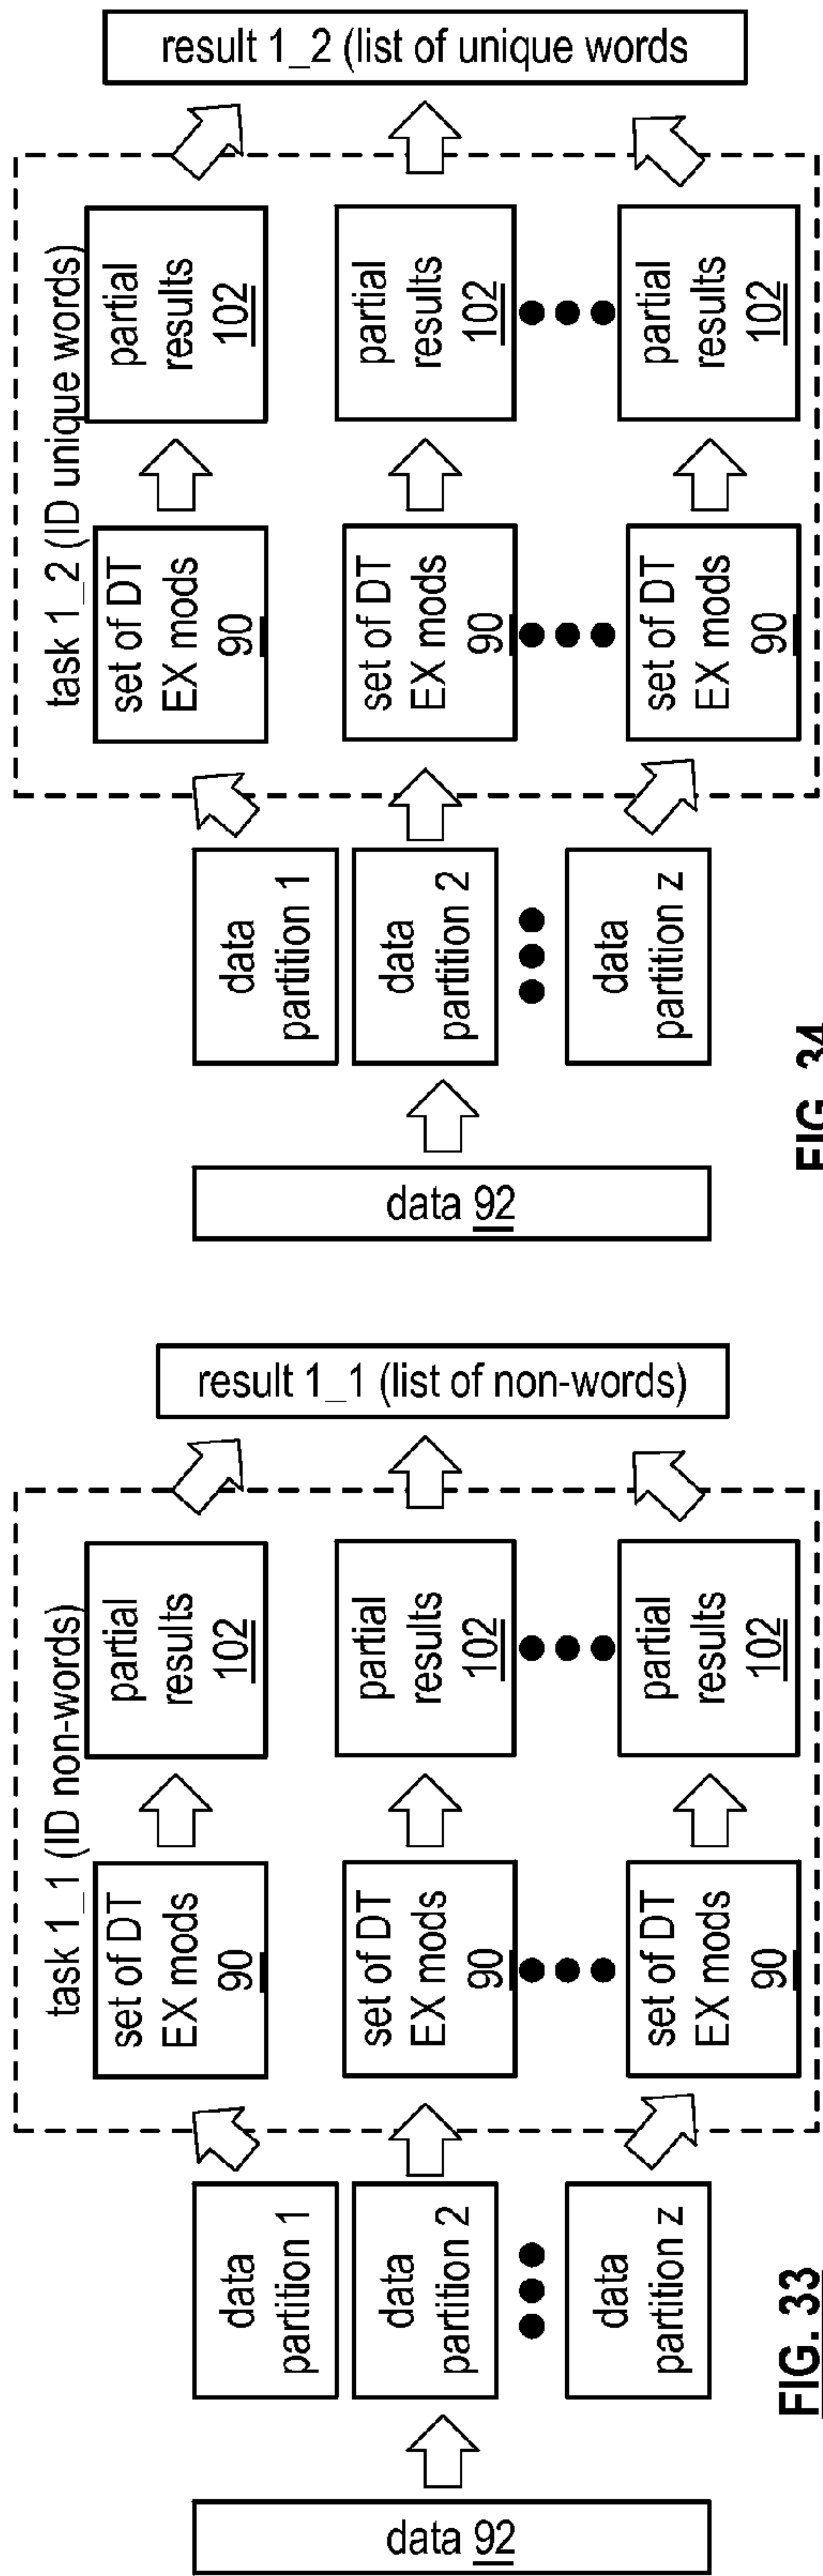 data 92
data
partition 1
data
partition 2
data
partition z
task 1_1 (ID non-words)
set of DT
EX mods
90
set of DT
EX mods
90
set of DT
EX mods
90
partial
results
102
partial
results
102
partial
results
102
result 1_1 (list of non-words)
FIG. 33
data 92
data
partition 1
data
partition 2
data
partition z
task 1_2 (ID unique words)
set of DT
EX mods
90
set of DT
EX mods
90
set of DT
EX mods
90
partial
results
102
partial
results
102
partial
results
102
result 1_2 (list of unique words
FIG. 34